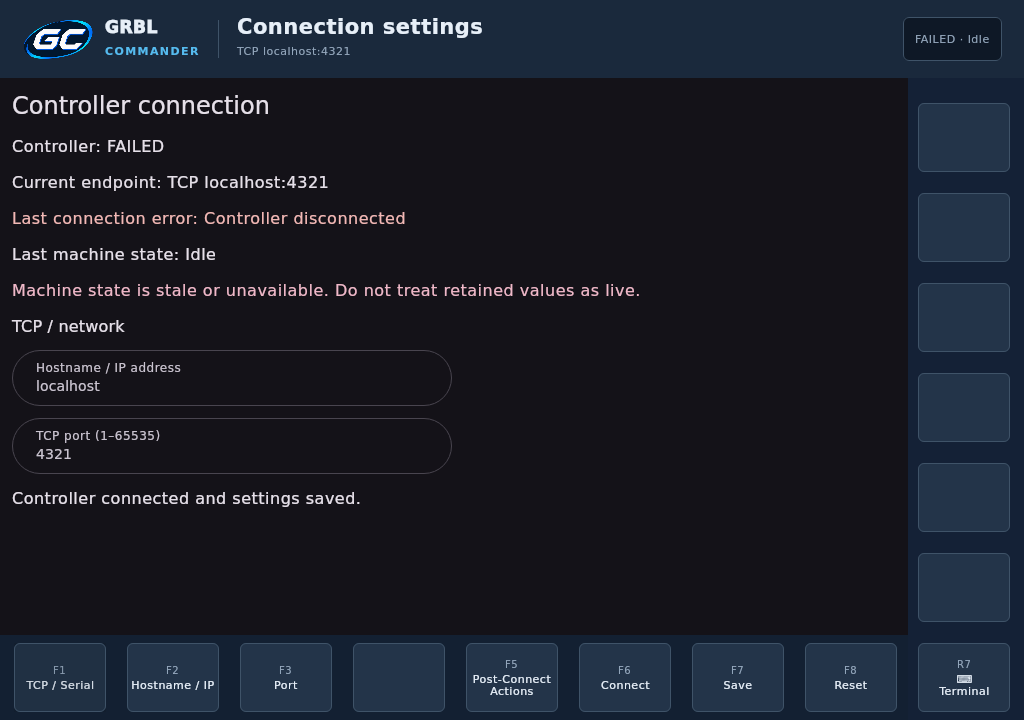 GC
GRBL
COMMANDER
Connection settings
TCP localhost:4321
FAILED · Idle
Controller connection
Controller: FAILED
Current endpoint: TCP localhost:4321
Last connection error: Controller disconnected
Last machine state: Idle
Machine state is stale or unavailable. Do not treat retained values as live.
TCP / network
Hostname / IP address
localhost
TCP port (1–65535)
4321
Controller connected and settings saved.
F1
TCP / Serial
F2
Hostname / IP
F3
Port
F5
Post-Connect
Actions
F6
Connect
F7
Save
F8
Reset
R7
⌨
Terminal